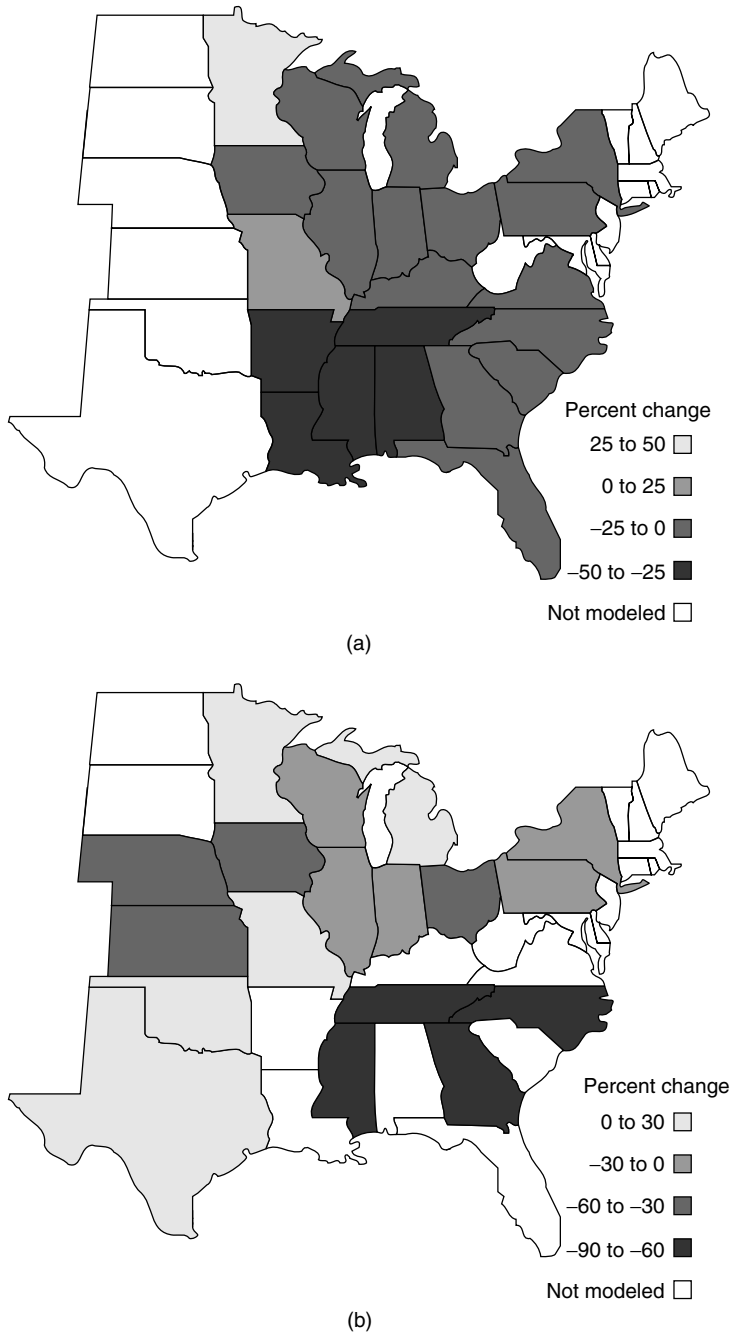 Percent change
25 to 50
0 to 25
–25 to 0
–50 to –25
Not modeled
(a)
Percent change
0 to 30
–30 to 0
–60 to –30
–90 to –60
Not modeled
(b)